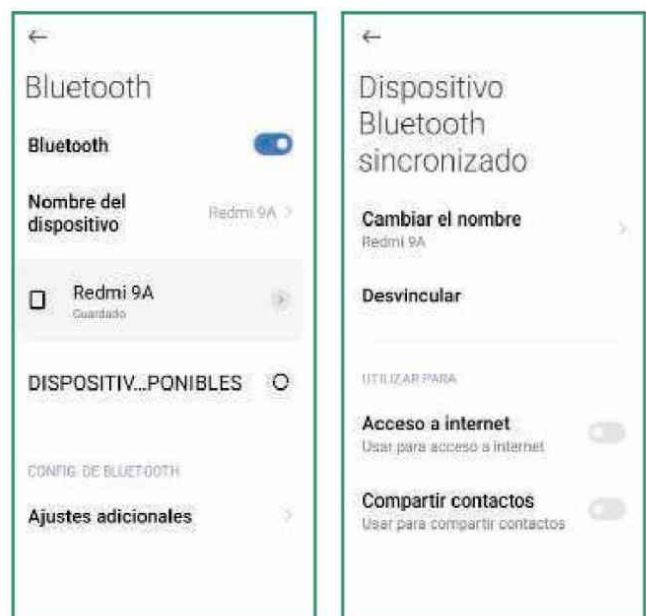 Bluetooth
Bluetooth
Nombre del
dispositivo
Redmi 9A
Redmi 9A
Guardado
DISPOSITIV...PONIBLES
CONFIG. DE BLUETOOTH
Ajustes adicionales
Dispositivo
Bluetooth
sincronizado
Cambiar el nombre
Redmi 9A
Desvincular
UTILIZAR PARA
Acceso a internet
Usar para acceso a internet
Compartir contactos
Usar para compartir contactos